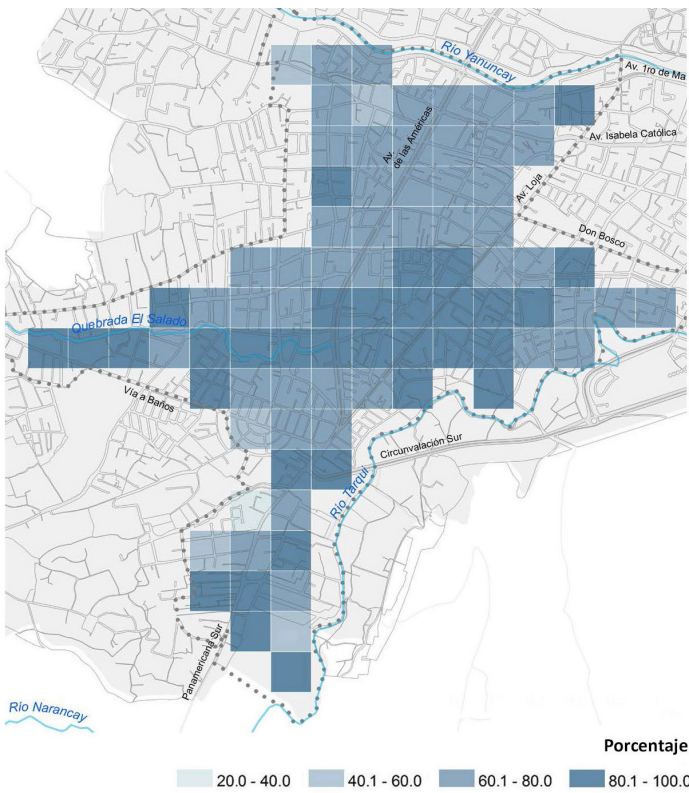 Río Yanuncay
Av. 1ro de Ma
Av.
de las Américas
Av. Isabela Católica
Av. Loja
Don Bosco
Quebrada El Salado
Vía a Baños
Circunvalación Sur
Río Tarqui
Panamericana Sur
Río Narancay
Porcentaje
20.0 - 40.0
40.1 - 60.0
60.1 - 80.0
80.1 - 100.0